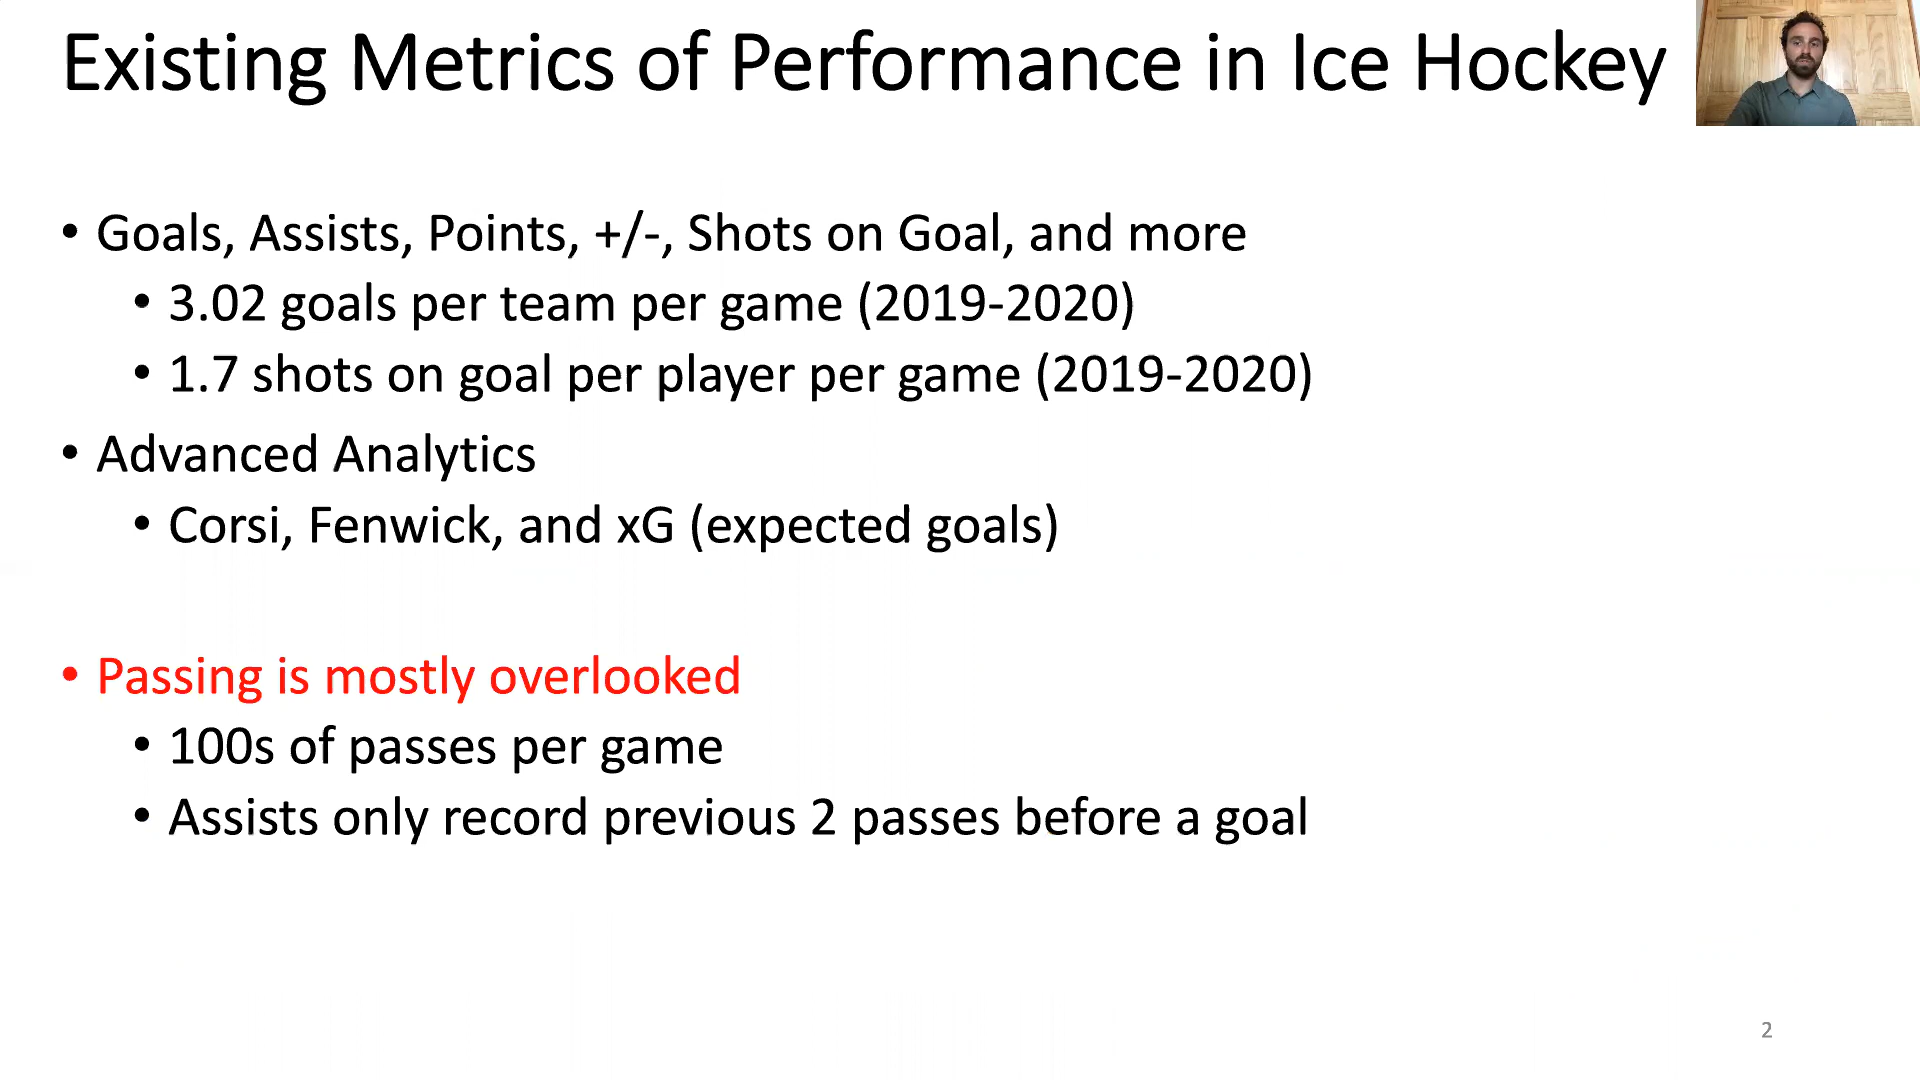 Existing Metrics of Performance in Ice Hockey
• Goals, Assists, Points, +/-, Shots on Goal, and more
• 3.02 goals per team per game (2019-2020)
• 1.7 shots on goal per player per game (2019-2020)
• Advanced Analytics
• Corsi, Fenwick, and xG (expected goals)
• Passing is mostly overlooked
• 100s of passes per game
• Assists only record previous 2 passes before a goal
2